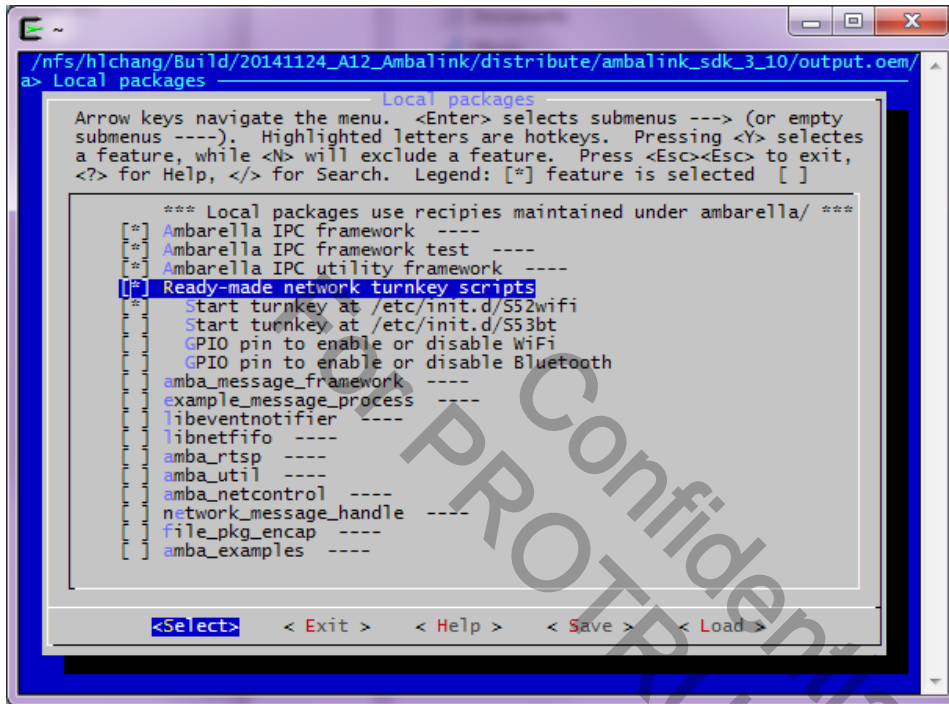 ~
/nfs/hlchang/Build/20141124_A12_Ambalink/distribute/ambalink_sdk_3_10/output.oem/
a> Local packages
Local packages
Arrow keys navigate the menu.  <Enter> selects submenus ---> (or empty
submenus ----).  Highlighted letters are hotkeys.  Pressing <Y> selectes
a feature, while <N> will exclude a feature.  Press <Esc><Esc> to exit,
<?> for Help, </> for Search.  Legend: [*] feature is selected  [ ]
*** Local packages use recipies maintained under ambarella/ ***
[*] Ambarella IPC framework  ----
[*] Ambarella IPC framework test  ----
[*] Ambarella IPC utility framework  ----
[*] Ready-made network turnkey scripts
[*]   Start turnkey at /etc/init.d/S52wifi
[ ]   Start turnkey at /etc/init.d/S53bt
[ ]   GPIO pin to enable or disable WiFi
[ ]   GPIO pin to enable or disable Bluetooth
[ ] amba_message_framework  ----
[ ] example_message_process  ----
[ ] libeventnotifier  ----
[ ] libnetfifo  ----
[ ] amba_rtsp  ----
[ ] amba_util  ----
[ ] amba_netcontrol  ----
[ ] network_message_handle  ----
[ ] file_pkg_encap  ----
[ ] amba_examples  ----
<Select>    < Exit >    < Help >    < Save >    < Load >
Confidential
For PROTRU